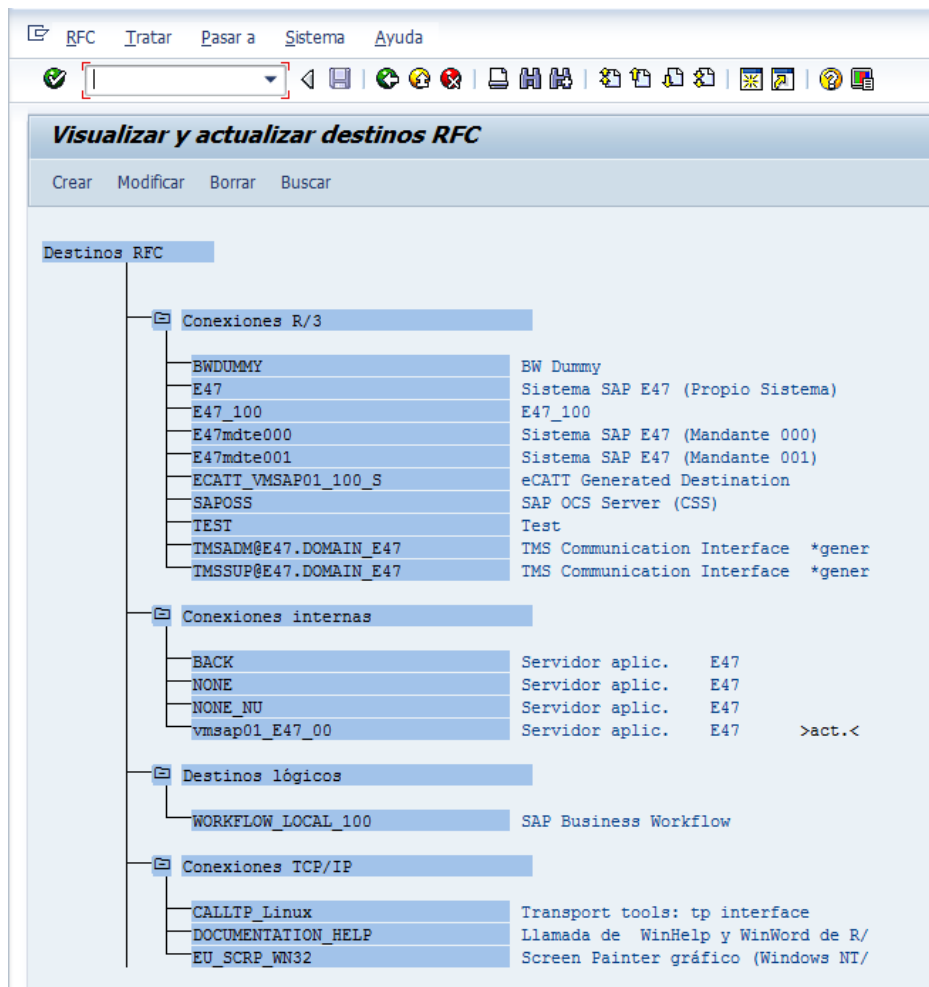 RFC Tratar Pasar a Sistema Ayuda
Visualizar y actualizar destinos RFC
Crear Modificar Borrar Buscar
Destinos RFC
Conexiones R/3
BWDUMMY BW Dummy
E47 Sistema SAP E47 (Propio Sistema)
E47_100 E47_100
E47mdte000 Sistema SAP E47 (Mandante 000)
E47mdte001 Sistema SAP E47 (Mandante 001)
ECATT_VMSAP01_100_S eCATT Generated Destination
SAPOSS SAP OCS Server (CSS)
TEST Test
TMSADM@E47.DOMAIN_E47 TMS Communication Interface *gener
TMSSUP@E47.DOMAIN_E47 TMS Communication Interface *gener
Conexiones internas
BACK Servidor aplic. E47
NONE Servidor aplic. E47
NONE_NU Servidor aplic. E47
vmsap01_E47_00 Servidor aplic. E47 >act.<
Destinos lógicos
WORKFLOW_LOCAL_100 SAP Business Workflow
Conexiones TCP/IP
CALLTP_Linux Transport tools: tp interface
DOCUMENTATION_HELP Llamada de WinHelp y WinWord de R/
EU_SCRP_WN32 Screen Painter gráfico (Windows NT/